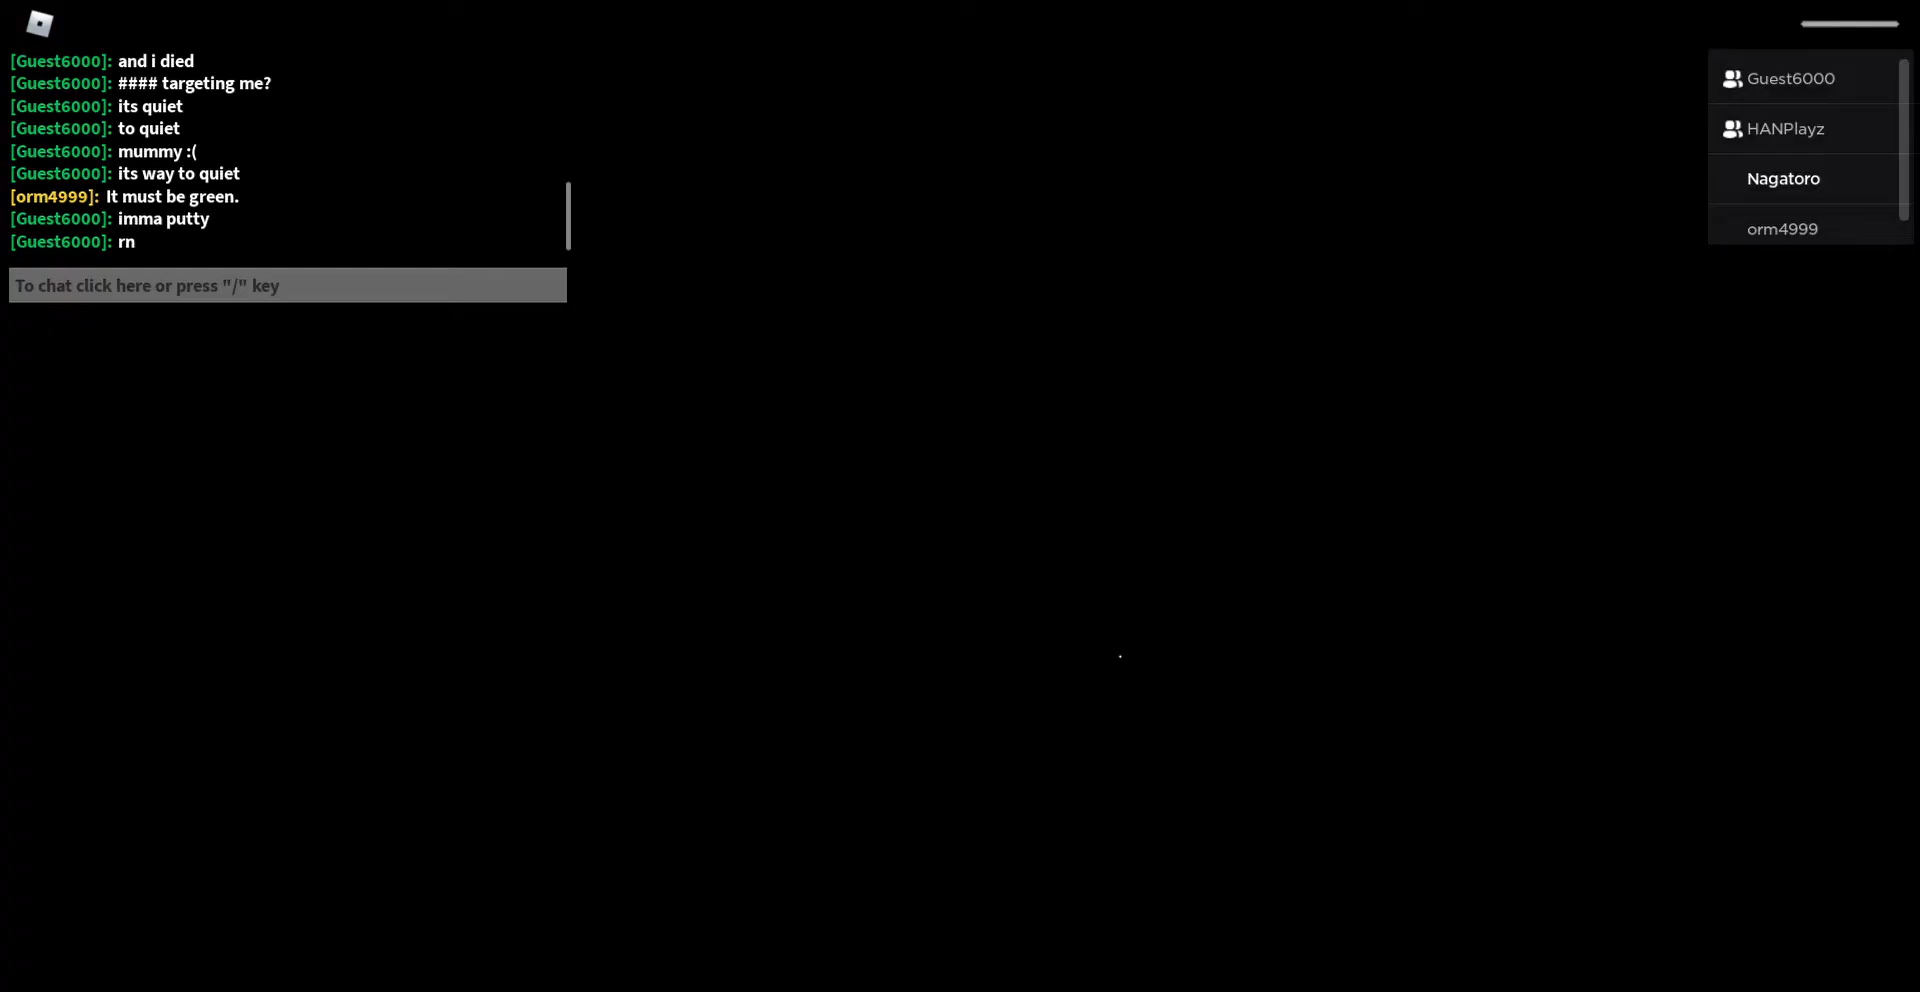 [Guest6000]: and i died
[Guest6000]: #### targeting me?
[Guest6000]: its quiet
[Guest6000]: to quiet
[Guest6000]: mummy :(
[Guest6000]: its way to quiet
[orm4999]: It must be green.
[Guest6000]: imma putty
[Guest6000]: rn
To chat click here or press "/" key
Guest6000
HANPlayz
Nagatoro
orm4999